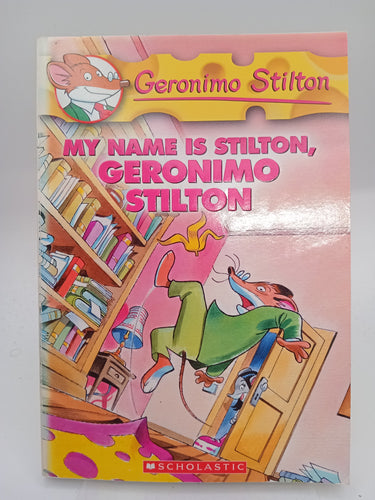 Geronimo Stilton
MY NAME IS STILTON,
GERONIMO
STILTON
SCHOLASTIC